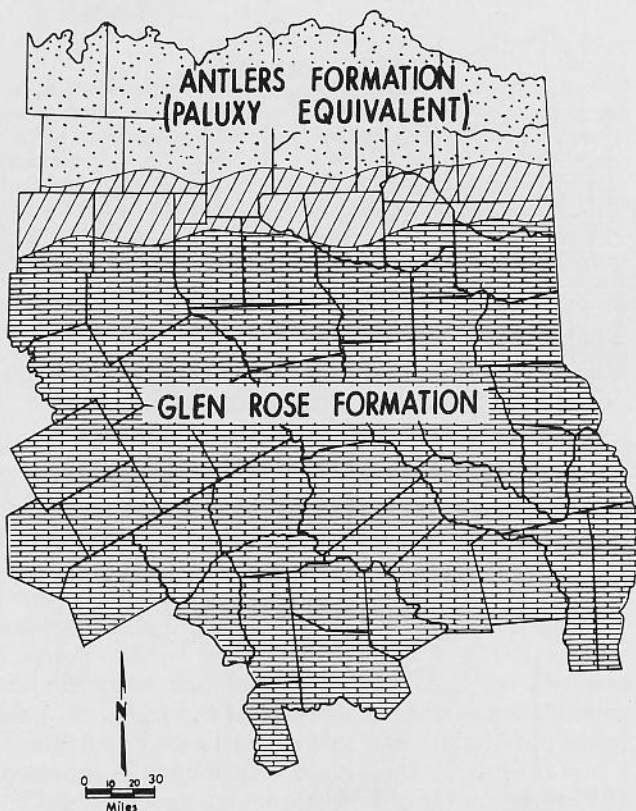 ANTLERS FORMATION
(PALUXY EQUIVALENT)
GLEN ROSE FORMATION
N
0 10 20 30
Miles